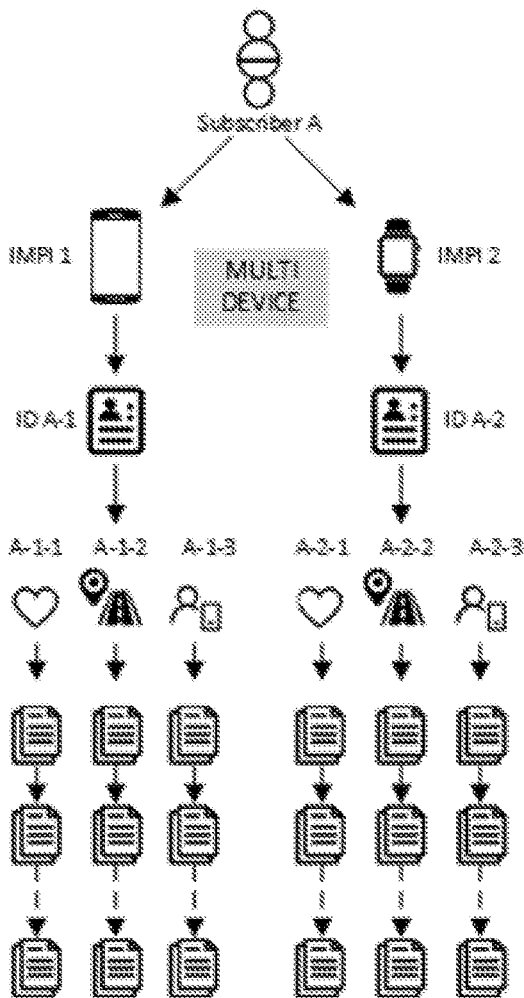 Subscriber A
IMPI 1
MULTI
DEVICE
IMPI 2
ID A-1
ID A-2
A-1-1 A-1-2 A-1-3 A-2-1 A-2-2 A-2-3